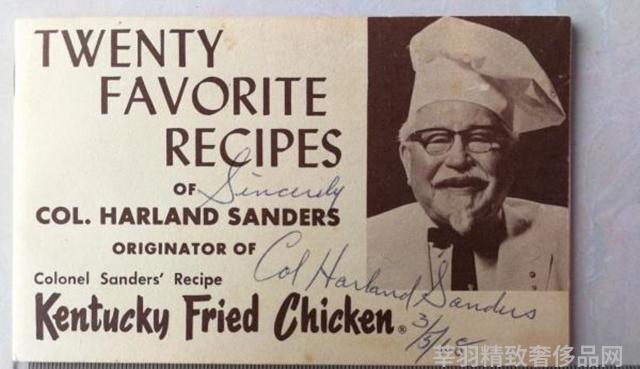 TWENTY
FAVORITE
RECIPES
OF
Sincerely
COL. HARLAND SANDERS
ORIGINATOR OF
Col Harland Sanders
Colonel Sanders' Recipe
Kentucky Fried Chicken®
莘羽精致奢侈品网